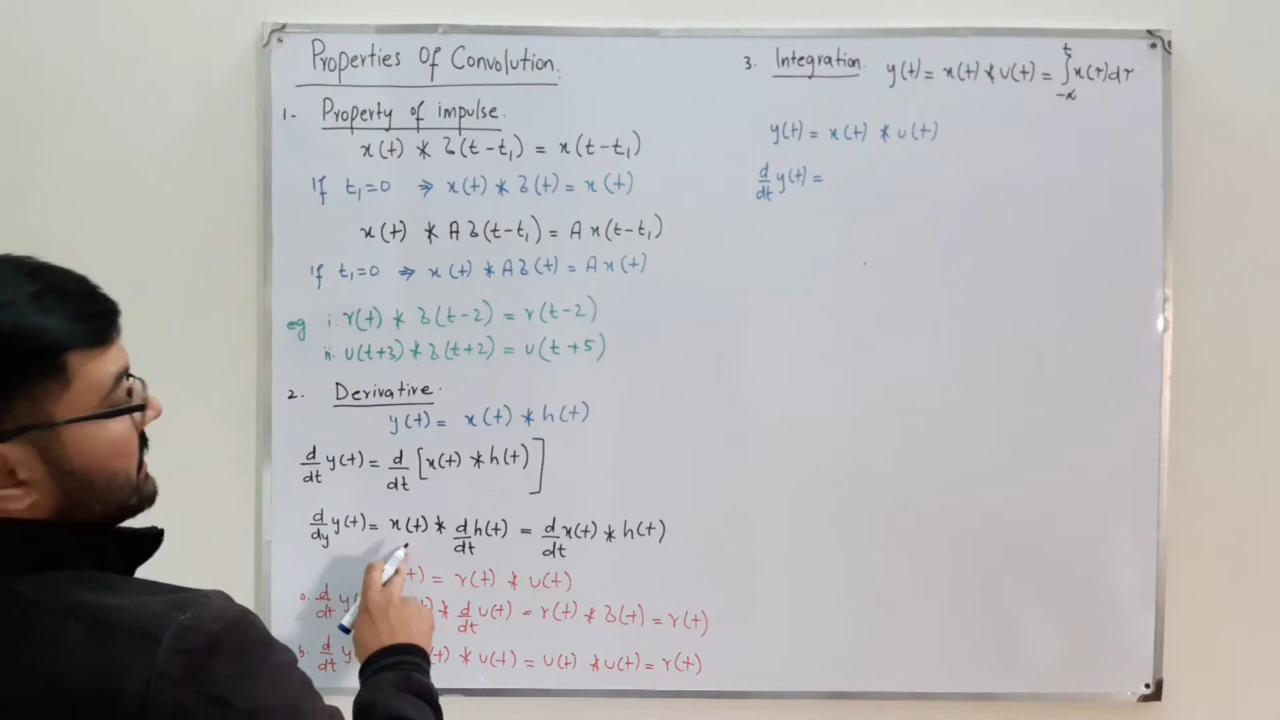 Properties Of Convolution.
1- Property of impulse.
x(t) * δ(t-t₁) = x(t-t₁)
If t₁=0 ⇒ x(t) * δ(t) = x(t)
x(t) * A δ(t-t₁) = A x(t-t₁)
If t₁=0 ⇒ x(t) * A δ(t) = A x(t)
eg i. r(t) * δ(t-2) = r(t-2)
ii. u(t+3) * δ(t+2) = u(t+5)
2. Derivative.
y(t) = x(t) * h(t)
d/dt y(t) = d/dt [x(t) * h(t)]
d/dy y(t) = x(t) * d/dt h(t) = d/dt x(t) * h(t)
t) = r(t) * u(t)
a. d/dt y t) * d/dt u(t) = r(t) * δ(t) = r(t)
b. d/dt y t) * u(t) = u(t) * u(t) = r(t)
3. Integration. y(t) = x(t) * u(t) = ∫₋∞ᵗ x(τ)dτ
y(t) = x(t) * u(t)
d/dt y(t) =